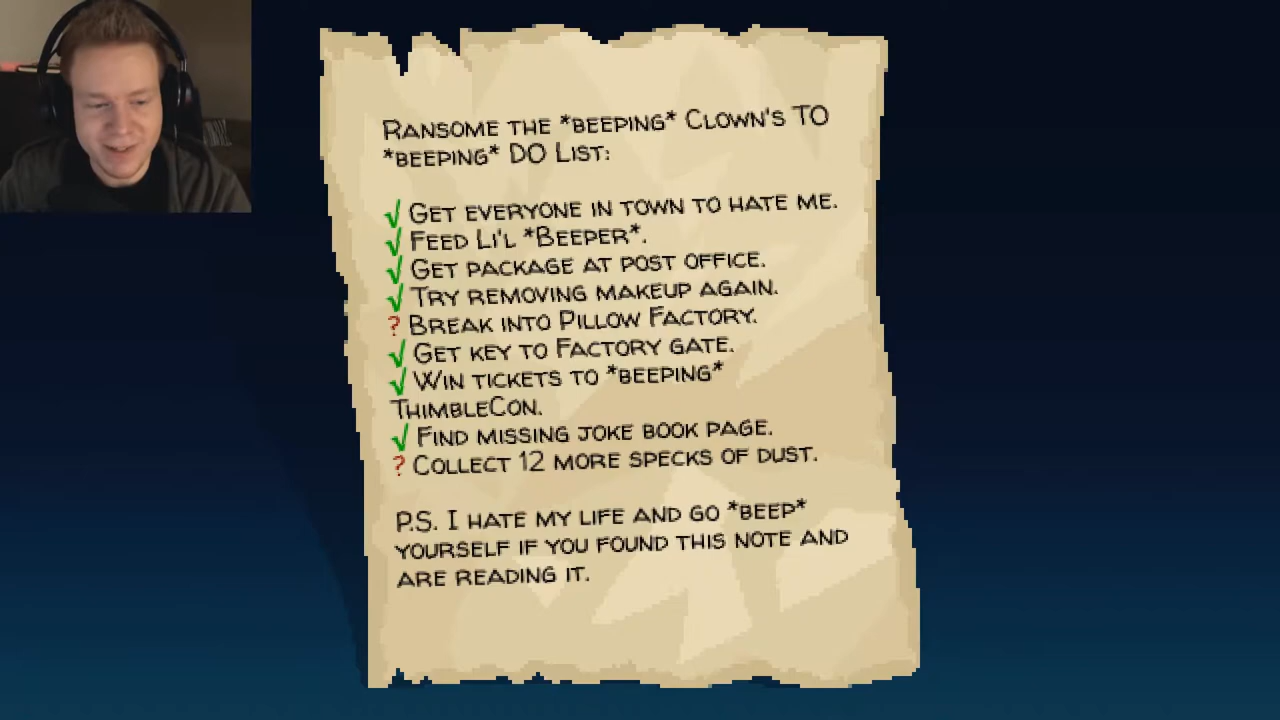 Ransome the *beeping* Clown's TO
*beeping* DO List:
√ Get everyone in town to hate me.
√ Feed Li'l *Beeper*.
√ Get package at post office.
√ Try removing makeup again.
? Break into Pillow Factory.
√ Get key to Factory gate.
√ Win tickets to *beeping*
ThimbleCon.
√ Find missing joke book page.
? Collect 12 more specks of dust.
P.S. I hate my life and go *beep*
yourself if you found this note and
are reading it.